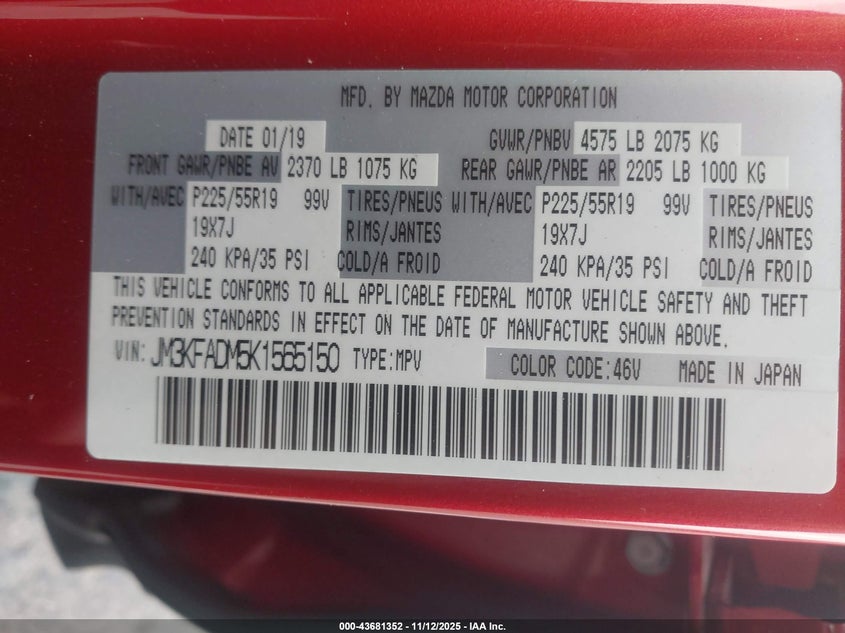 MFD. BY MAZDA MOTOR CORPORATION
DATE 01/19 GVWR/PNBV 4575 LB 2075 KG
FRONT GAWR/PNBE AV 2370 LB 1075 KG REAR GAWR/PNBE AR 2205 LB 1000 KG
WITH/AVEC P225/55R19 99V TIRES/PNEUS WITH/AVEC P225/55R19 99V TIRES/PNEUS
19X7J RIMS/JANTES 19X7J RIMS/JANTES
240 KPA/35 PSI COLD/A FROID 240 KPA/35 PSI COLD/A FROID
THIS VEHICLE CONFORMS TO ALL APPLICABLE FEDERAL MOTOR VEHICLE SAFETY AND THEFT
PREVENTION STANDARDS IN EFFECT ON THE DATE OF MANUFACTURE SHOWN ABOVE.
VIN: JM3KFADM5K1565150 TYPE:MPV COLOR CODE:46V MADE IN JAPAN
000-43681352 - 11/12/2025 - IAA Inc.